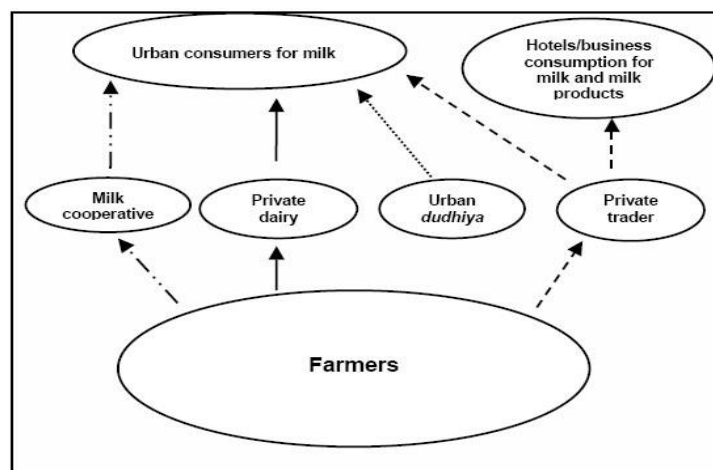 Urban consumers for milk
Hotels/business
consumption for
milk and milk
products
Milk
cooperative
Private
dairy
Urban
dudhiya
Private
trader
Farmers